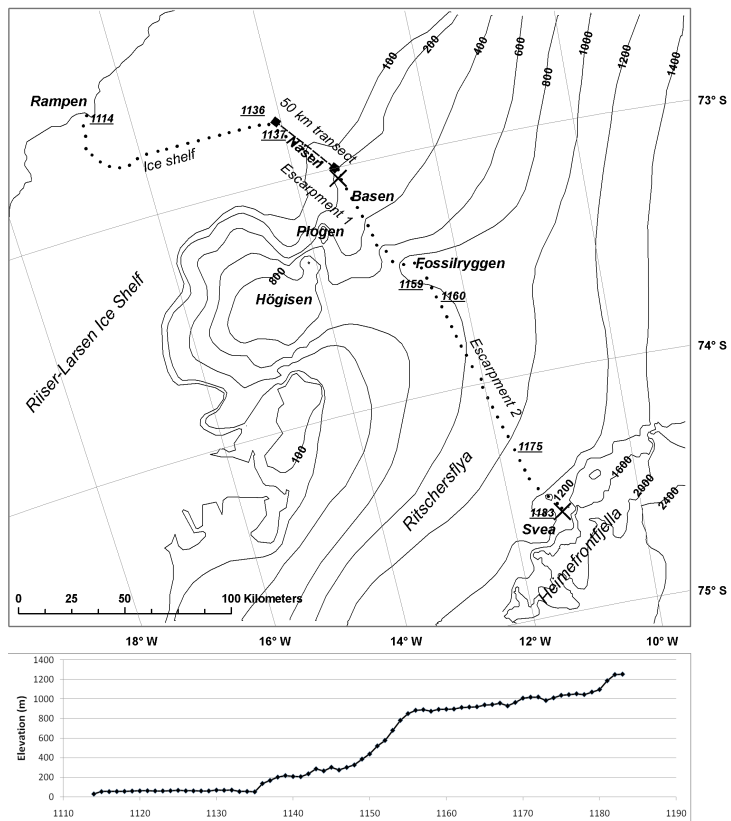 100
200
400
600
800
1000
1200
1400
73° S
Rampen
1114
1136
1137
50 km transect
Nasen
Ice shelf
Escarpment 1
Basen
Plogen
Fossilryggen
800
1159
1160
Högisen
Riiser-Larsen Ice Shelf
74° S
Escarpment 2
100
1175
Ritschersflya
1200
1600
2000
2400
1183
Svea
Heimefrontfjella
75° S
0 25 50 100 Kilometers
18° W 16° W 14° W 12° W 10° W
Elevation (m)
1400
1200
1000
800
600
400
200
0
1110 1120 1130 1140 1150 1160 1170 1180 1190